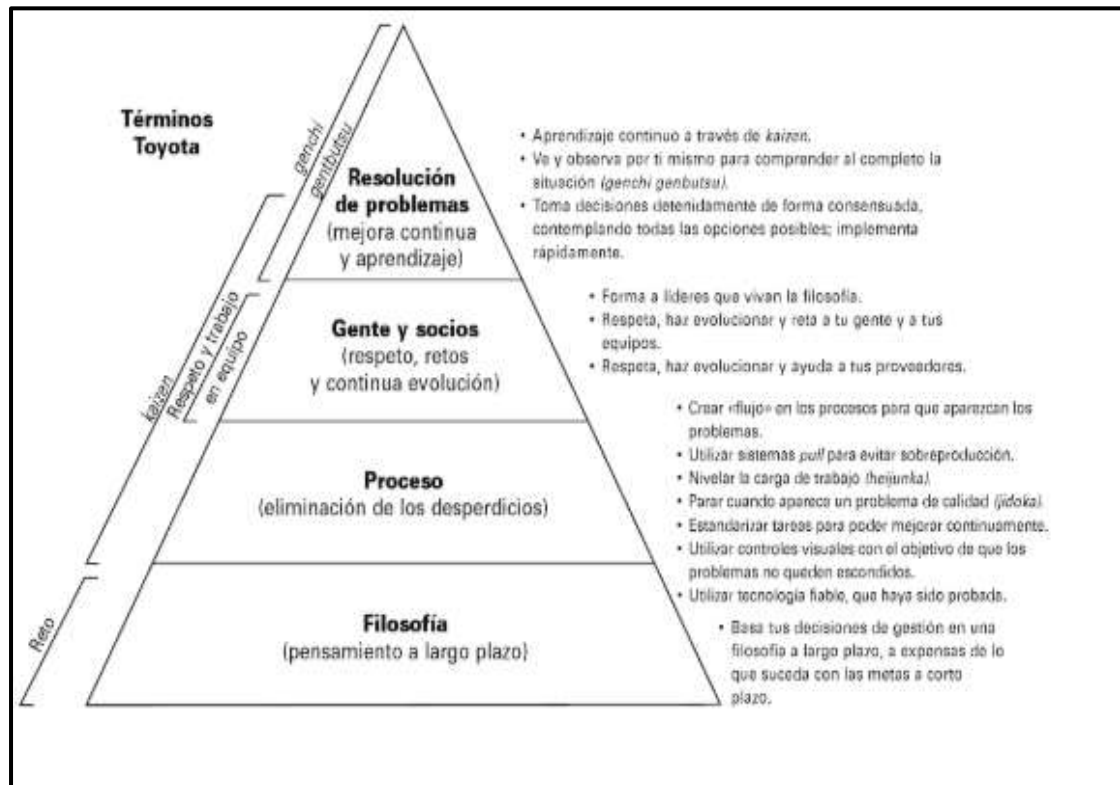 Términos
Toyota
genchi
gentbutsu
kaizen
Respeto y trabajo
en equipo
Reto
Resolución
de problemas
(mejora continua
y aprendizaje)
• Aprendizaje continuo a través de kaizen.
• Ve y observa por ti mismo para comprender al completo la
situación (genchi genbutsu).
• Toma decisiones detenidamente de forma consensuada,
contemplando todas las opciones posibles; implementa
rápidamente.
Gente y socios
(respeto, retos
y continua evolución)
• Forma a líderes que vivan la filosofía.
• Respeta, haz evolucionar y reta a tu gente y a tus
equipos.
• Respeta, haz evolucionar y ayuda a tus proveedores.
Proceso
(eliminación de los desperdicios)
• Crear «flujo» en los procesos para que aparezcan los
problemas.
• Utilizar sistemas pull para evitar sobreproducción.
• Nivelar la carga de trabajo (heijunka).
• Parar cuando aparece un problema de calidad (jidoka).
• Estandarizar tareas para poder mejorar continuamente.
• Utilizar controles visuales con el objetivo de que los
problemas no queden escondidos.
• Utilizar tecnología fiable, que haya sido probada.
Filosofía
(pensamiento a largo plazo)
• Basa tus decisiones de gestión en una
filosofía a largo plazo, a expensas de lo
que suceda con las metas a corto
plazo.